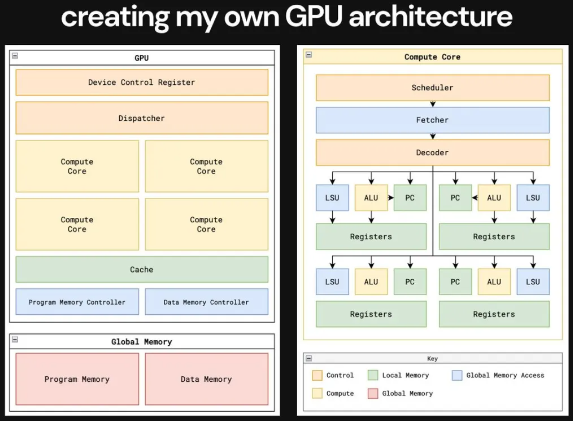 creating my own GPU architecture
GPU
Device Control Register
Dispatcher
Compute
Core
Compute
Core
Compute
Core
Compute
Core
Cache
Program Memory Controller
Data Memory Controller
Global Memory
Program Memory
Data Memory
Compute Core
Scheduler
Fetcher
Decoder
LSU
ALU
PC
PC
ALU
LSU
Registers
Registers
LSU
ALU
PC
PC
ALU
LSU
Registers
Registers
Key
Control
Local Memory
Global Memory Access
Compute
Global Memory